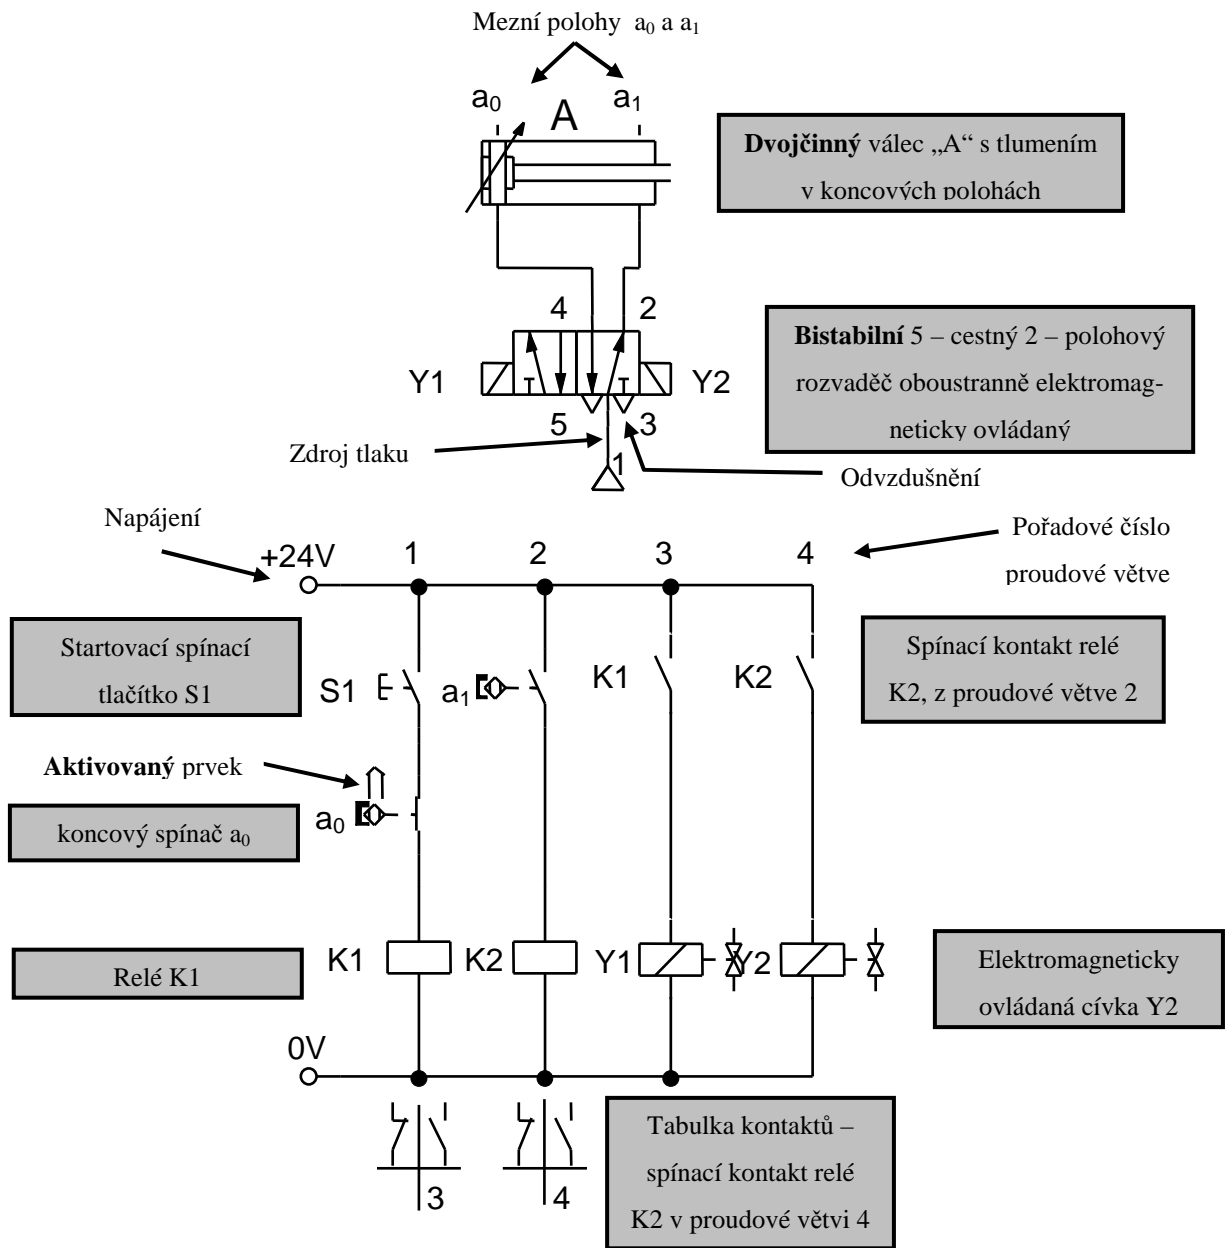 Mezní polohy a₀ a a₁
a₀
a₁
A
Dvojčinný válec „A“ s tlumením
v koncových polohách
4
2
Y1
Y2
5
3
1
Bistabilní 5 – cestný 2 – polohový
rozvaděč oboustranně elektromag-
neticky ovládaný
Zdroj tlaku
Odvzdušnění
Napájení
Pořadové číslo
proudové větve
+24V
1
2
3
4
Startovací spínací
tlačítko S1
S1
a₁
K1
K2
Spínací kontakt relé
K2, z proudové větve 2
Aktivovaný prvek
a₀
koncový spínač a₀
Relé K1
K1
K2
Y1
Y2
Elektromagneticky
ovládaná cívka Y2
0V
3
4
Tabulka kontaktů –
spínací kontakt relé
K2 v proudové větvi 4